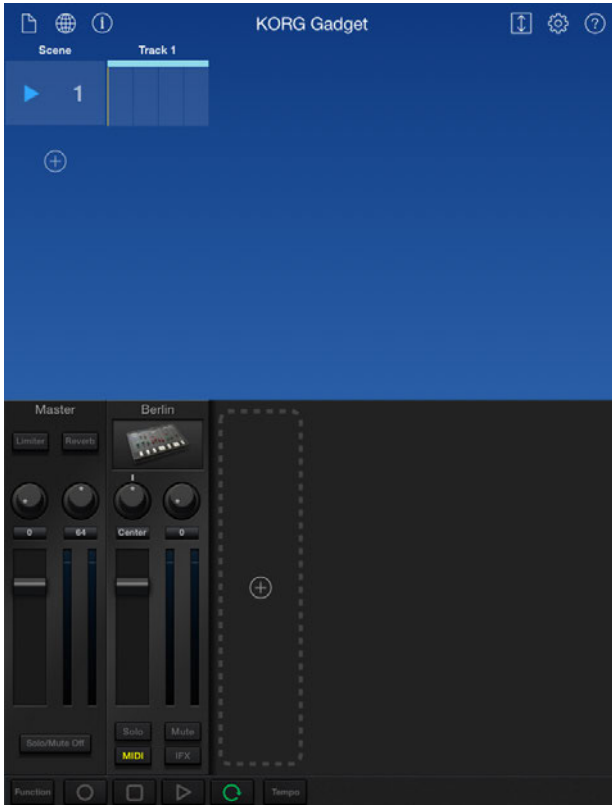 KORG Gadget
Scene Track 1
1
Master Berlin
Limiter Reverb
0 64 Center 0
Solo Mute
Solo/Mute Off
MIDI IFX
Function Tempo